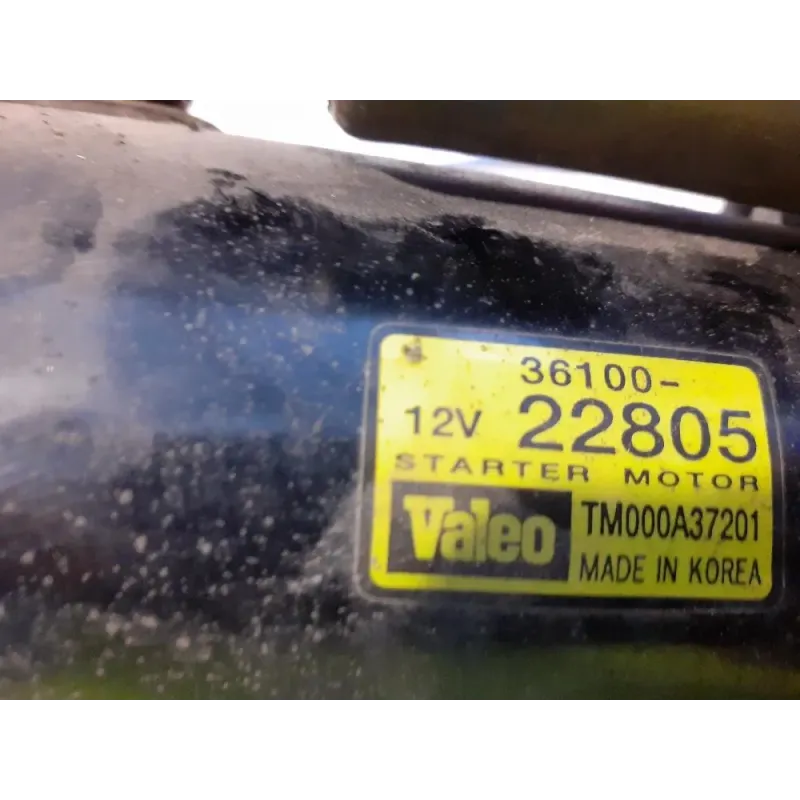 36100-
12V 22805
STARTER MOTOR
Valeo TM000A37201
MADE IN KOREA